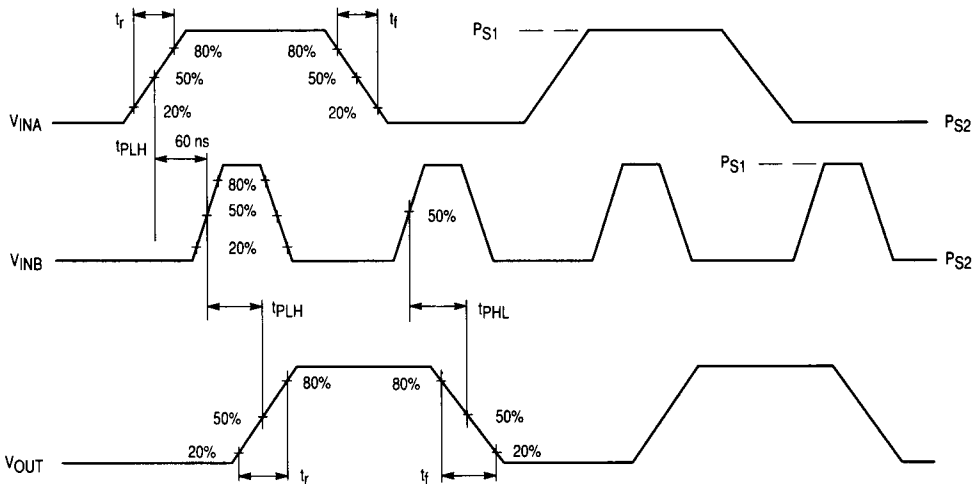 tr
tf
PS1
80%
80%
50%
50%
20%
20%
VINA
PS2
tPLH
60 ns
PS1
80%
50%
50%
20%
VINB
PS2
tPLH
tPHL
80%
80%
50%
50%
20%
20%
VOUT
tr
tf